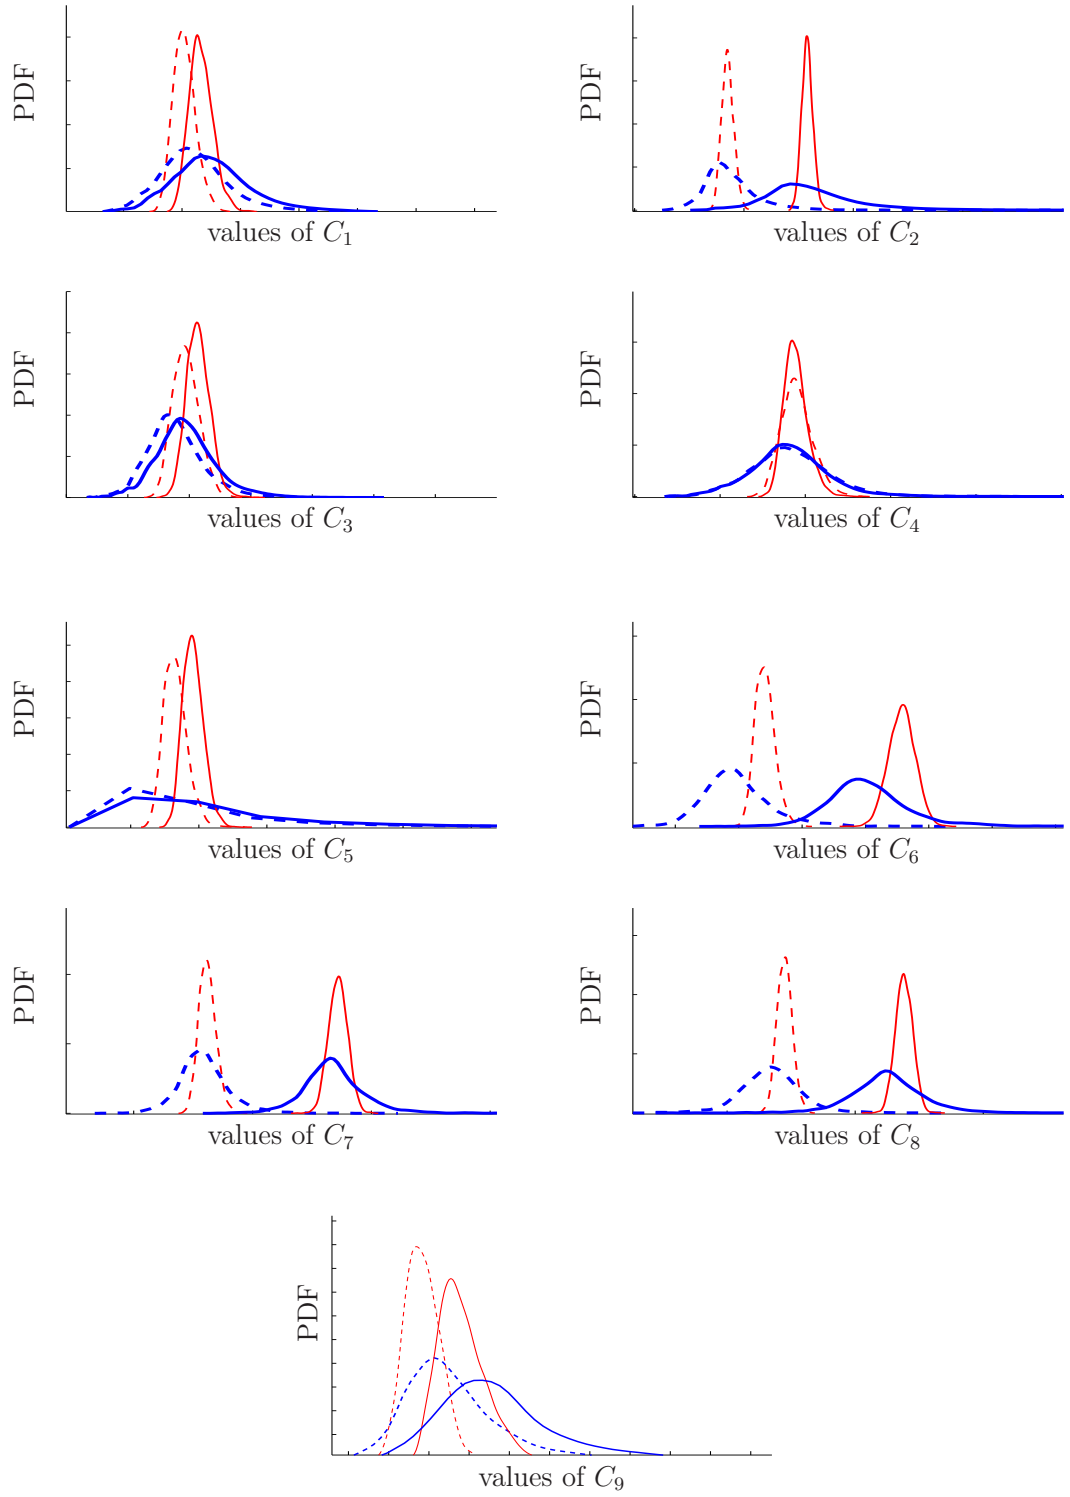 PDF
values of C₁
PDF
values of C₂
PDF
values of C₃
PDF
values of C₄
PDF
values of C₅
PDF
values of C₆
PDF
values of C₇
PDF
values of C₈
PDF
values of C₉